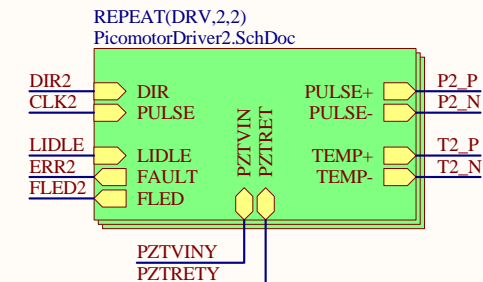 REPEAT(DRV,2,2)
PicomotorDriver2.SchDoc
DIR2 DIR PULSE+ P2_P
CLK2 PULSE PULSE- P2_N
PZTVIN
PZTRET
LIDLE LIDLE TEMP+ T2_P
ERR2 FAULT TEMP- T2_N
FLED2 FLED
PZTVINY
PZTRETY